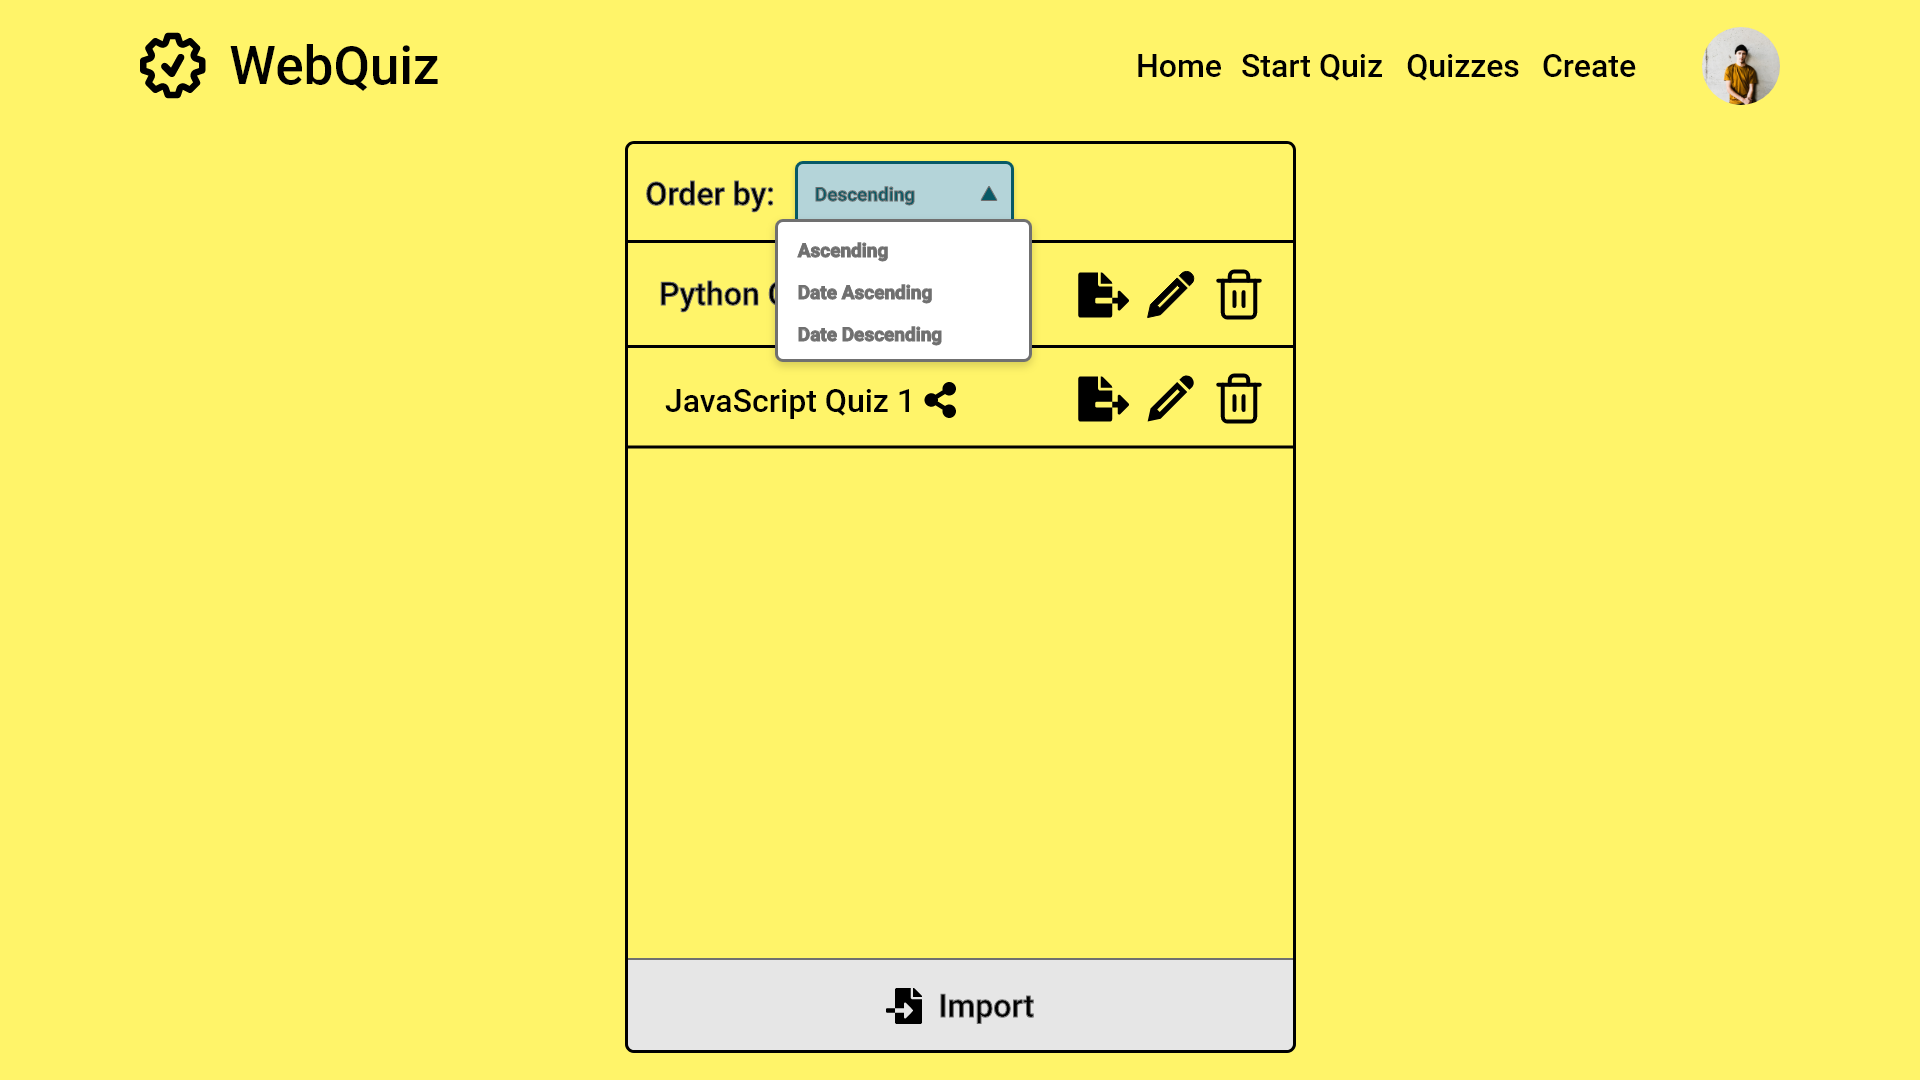 WebQuiz
Home Start Quiz Quizzes Create
Order by: Descending
Ascending
Date Ascending
Date Descending
Python
JavaScript Quiz 1
Import